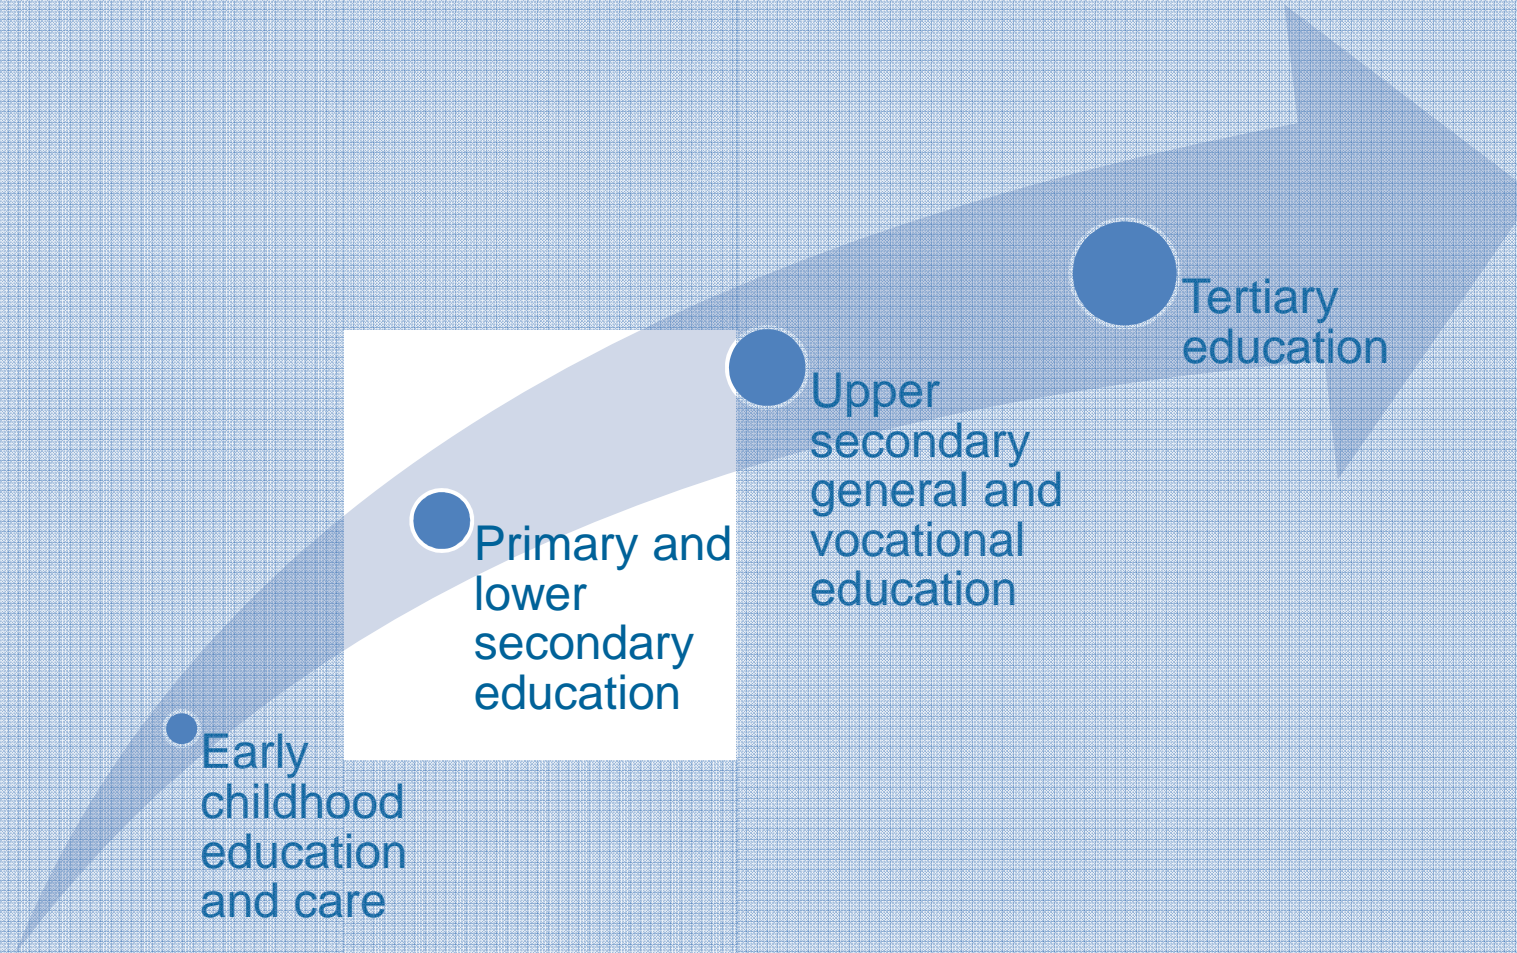 Early
childhood
education
and care
Primary and
lower
secondary
education
Upper
secondary
general and
vocational
education
Tertiary
education